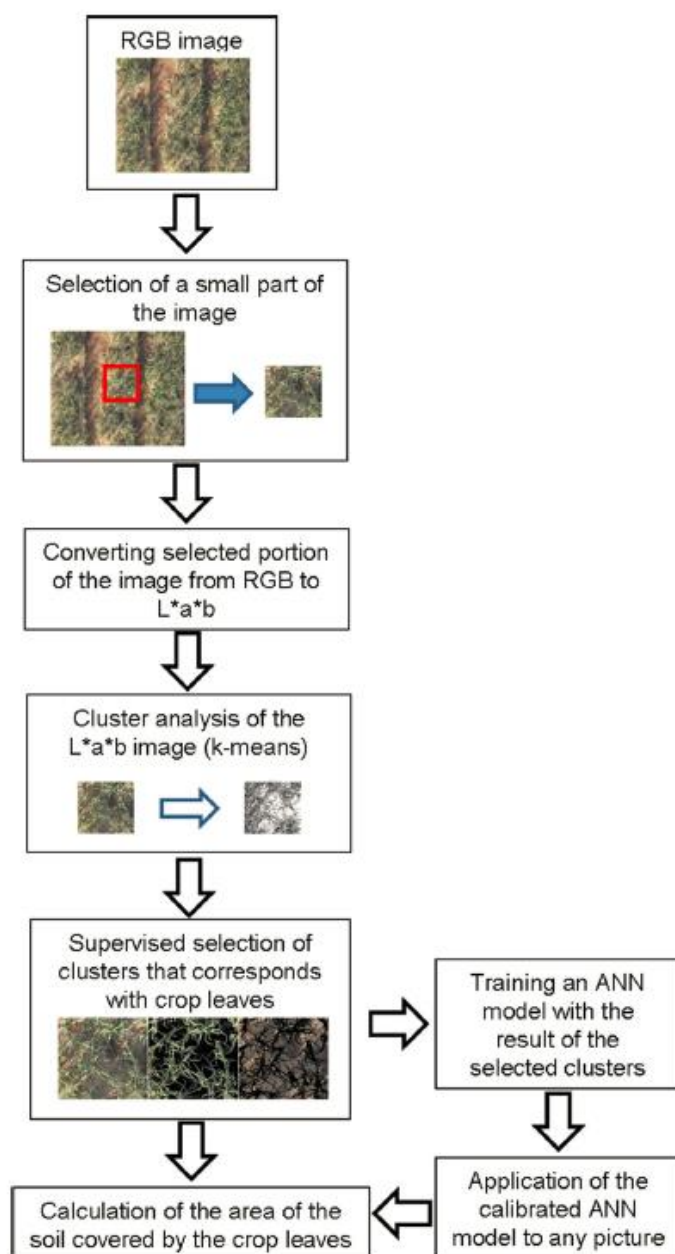 RGB image
Selection of a small part of
the image
Converting selected portion
of the image from RGB to
L*a*b
Cluster analysis of the
L*a*b image (k-means)
Supervised selection of
clusters that corresponds
with crop leaves
Training an ANN
model with the
result of the
selected clusters
Application of the
calibrated ANN
model to any picture
Calculation of the area of the
soil covered by the crop leaves